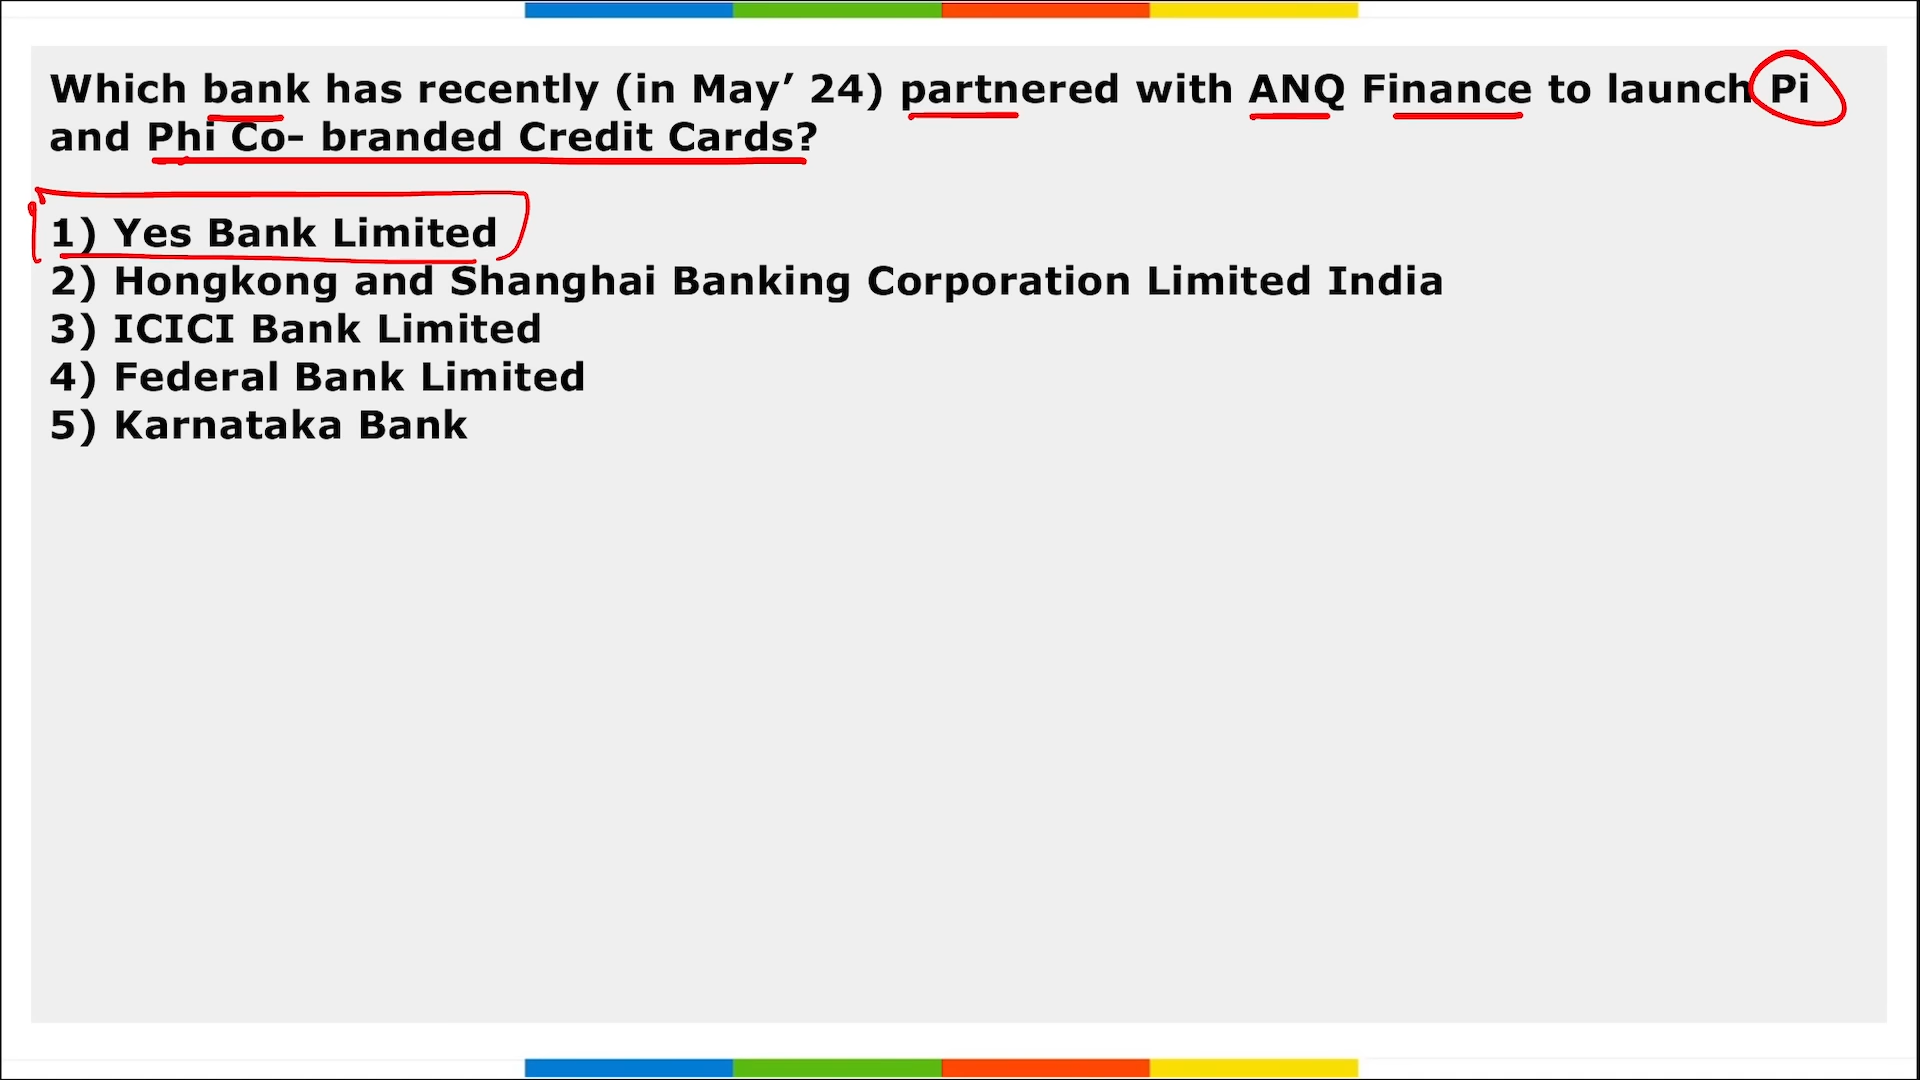 Which bank has recently (in May’ 24) partnered with ANQ Finance to launch Pi
and Phi Co- branded Credit Cards?
1) Yes Bank Limited
2) Hongkong and Shanghai Banking Corporation Limited India
3) ICICI Bank Limited
4) Federal Bank Limited
5) Karnataka Bank